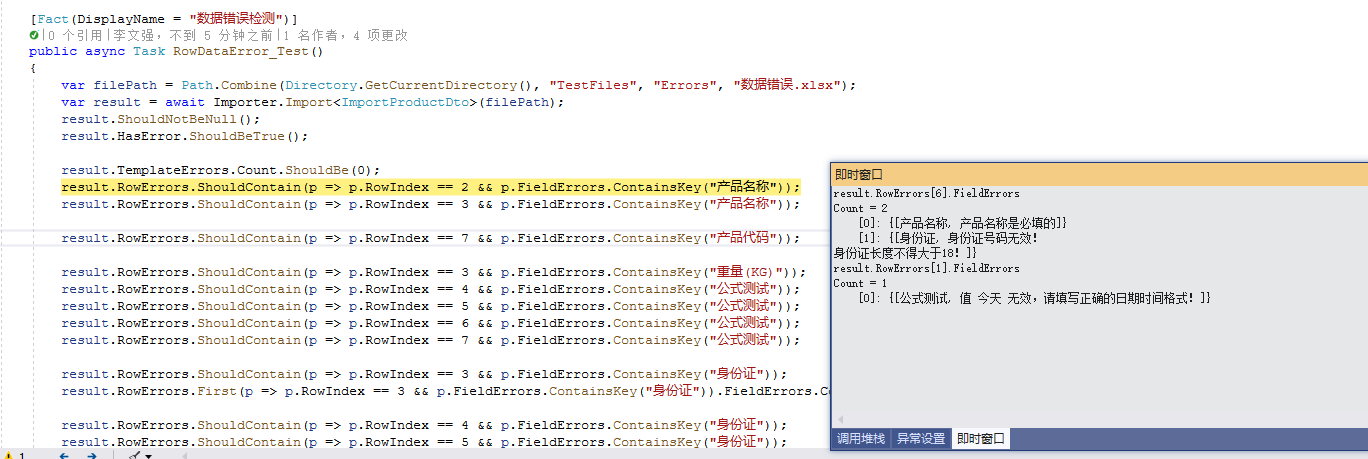 [Fact(DisplayName = "数据错误检测")]
0 个引用|李文强，不到 5 分钟之前|1 名作者，4 项更改
public async Task RowDataError_Test()
{
var filePath = Path.Combine(Directory.GetCurrentDirectory(), "TestFiles", "Errors", "数据错误.xlsx");
var result = await Importer.Import<ImportProductDto>(filePath);
result.ShouldNotBeNull();
result.HasError.ShouldBeTrue();
result.TemplateErrors.Count.ShouldBe(0);
result.RowErrors.ShouldContain(p => p.RowIndex == 2 && p.FieldErrors.ContainsKey("产品名称"));
result.RowErrors.ShouldContain(p => p.RowIndex == 3 && p.FieldErrors.ContainsKey("产品名称"));
result.RowErrors.ShouldContain(p => p.RowIndex == 7 && p.FieldErrors.ContainsKey("产品代码"));
result.RowErrors.ShouldContain(p => p.RowIndex == 3 && p.FieldErrors.ContainsKey("重量(KG)"));
result.RowErrors.ShouldContain(p => p.RowIndex == 4 && p.FieldErrors.ContainsKey("公式测试"));
result.RowErrors.ShouldContain(p => p.RowIndex == 5 && p.FieldErrors.ContainsKey("公式测试"));
result.RowErrors.ShouldContain(p => p.RowIndex == 6 && p.FieldErrors.ContainsKey("公式测试"));
result.RowErrors.ShouldContain(p => p.RowIndex == 7 && p.FieldErrors.ContainsKey("公式测试"));
result.RowErrors.ShouldContain(p => p.RowIndex == 3 && p.FieldErrors.ContainsKey("身份证"));
result.RowErrors.First(p => p.RowIndex == 3 && p.FieldErrors.ContainsKey("身份证")).FieldErrors.Co
result.RowErrors.ShouldContain(p => p.RowIndex == 4 && p.FieldErrors.ContainsKey("身份证"));
result.RowErrors.ShouldContain(p => p.RowIndex == 5 && p.FieldErrors.ContainsKey("身份证"));
1
即时窗口
result.RowErrors[6].FieldErrors
Count = 2
[0]: {[产品名称, 产品名称是必填的]}
[1]: {[身份证, 身份证号码无效！
身份证长度不得大于18！]}
result.RowErrors[1].FieldErrors
Count = 1
[0]: {[公式测试, 值 今天 无效，请填写正确的日期时间格式！]}
调用堆栈 异常设置 即时窗口